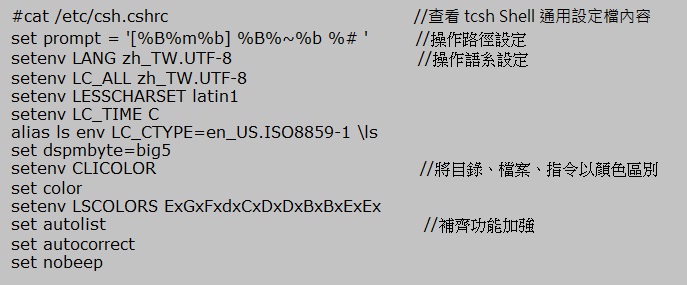 #cat /etc/csh.cshrc //查看 tcsh Shell 通用設定檔內容
set prompt = '[%B%m%b] %B%~%b %# ' //操作路徑設定
setenv LANG zh_TW.UTF-8 //操作語系設定
setenv LC_ALL zh_TW.UTF-8
setenv LESSCHARSET latin1
setenv LC_TIME C
alias ls env LC_CTYPE=en_US.ISO8859-1 \ls
set dspmbyte=big5
setenv CLICOLOR //將目錄、檔案、指令以顏色區別
set color
setenv LSCOLORS ExGxFxdxCxDxDxBxBxExEx
set autolist //補齊功能加強
set autocorrect
set nobeep